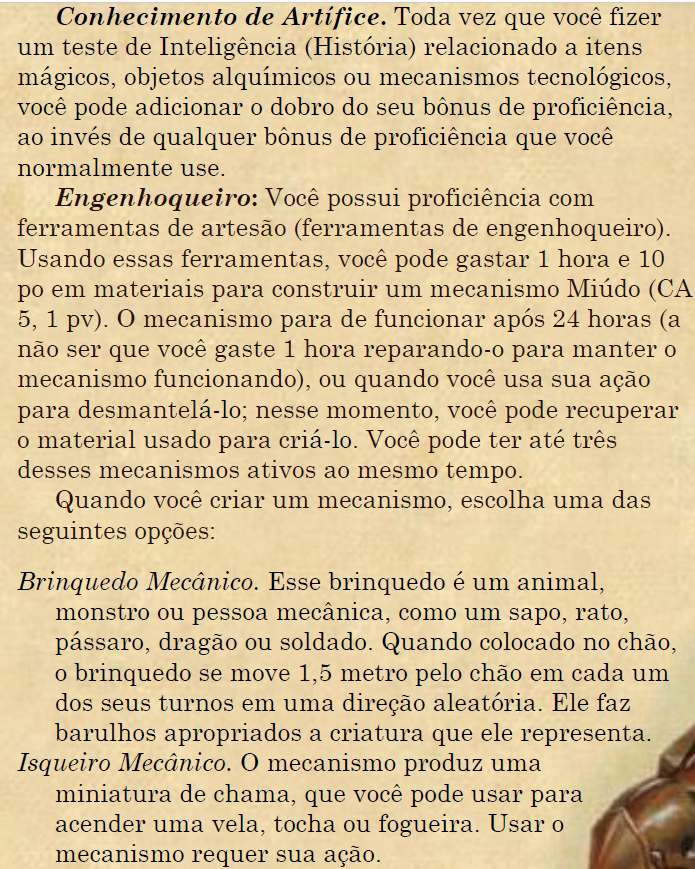 Conhecimento de Artífice. Toda vez que você fizer
um teste de Inteligência (História) relacionado a itens
mágicos, objetos alquímicos ou mecanismos tecnológicos,
você pode adicionar o dobro do seu bônus de proficiência,
ao invés de qualquer bônus de proficiência que você
normalmente use.
Engenhoqueiro: Você possui proficiência com
ferramentas de artesão (ferramentas de engenhoqueiro).
Usando essas ferramentas, você pode gastar 1 hora e 10
po em materiais para construir um mecanismo Miúdo (CA
5, 1 pv). O mecanismo para de funcionar após 24 horas (a
não ser que você gaste 1 hora reparando-o para manter o
mecanismo funcionando), ou quando você usa sua ação
para desmantelá-lo; nesse momento, você pode recuperar
o material usado para criá-lo. Você pode ter até três
desses mecanismos ativos ao mesmo tempo.
Quando você criar um mecanismo, escolha uma das
seguintes opções:
Brinquedo Mecânico. Esse brinquedo é um animal,
monstro ou pessoa mecânica, como um sapo, rato,
pássaro, dragão ou soldado. Quando colocado no chão,
o brinquedo se move 1,5 metro pelo chão em cada um
dos seus turnos em uma direção aleatória. Ele faz
barulhos apropriados a criatura que ele representa.
Isqueiro Mecânico. O mecanismo produz uma
miniatura de chama, que você pode usar para
acender uma vela, tocha ou fogueira. Usar o
mecanismo requer sua ação.